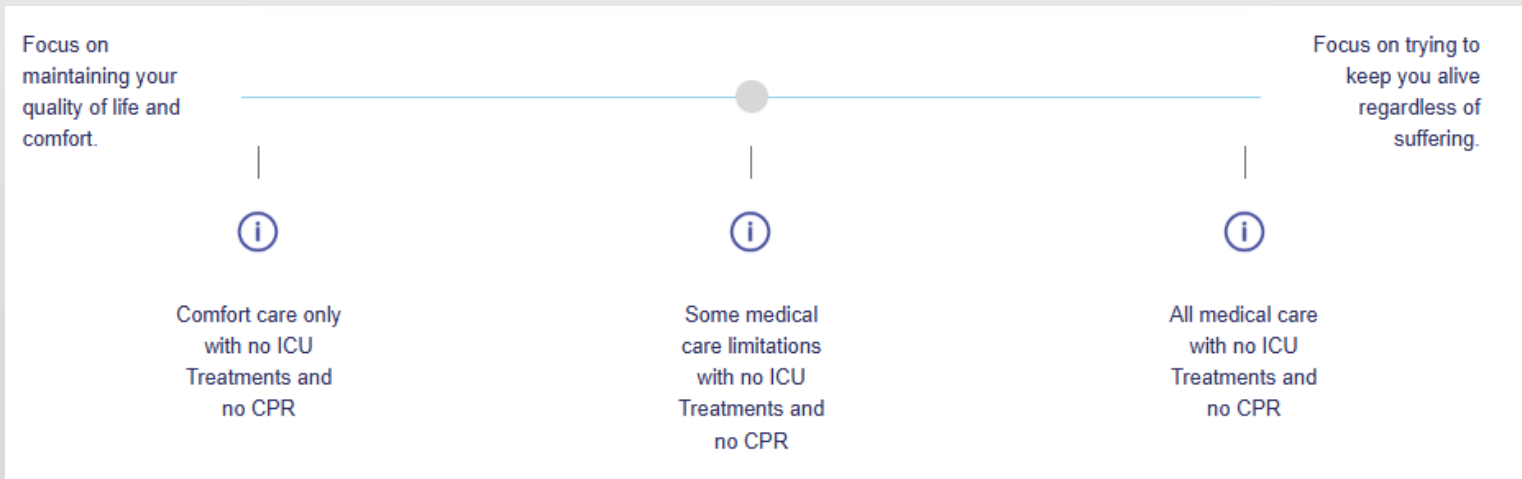 Focus on
maintaining your
quality of life and
comfort.
Focus on trying to
keep you alive
regardless of
suffering.
i
i
i
Comfort care only
with no ICU
Treatments and
no CPR
Some medical
care limitations
with no ICU
Treatments and
no CPR
All medical care
with no ICU
Treatments and
no CPR